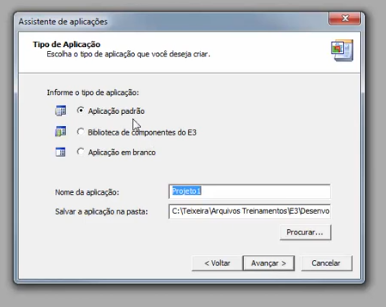 Assistente de aplicações
Tipo de Aplicação
Escolha o tipo de aplicação que você deseja criar.
Informe o tipo de aplicação:
Aplicação padrão
Biblioteca de componentes do E3
Aplicação em branco
Nome da aplicação:
Projeto1
Salvar a aplicação na pasta:
C:\Teixeira\Arquivos Treinamentos\E3\Desenvo
Procurar...
< Voltar
Avançar >
Cancelar